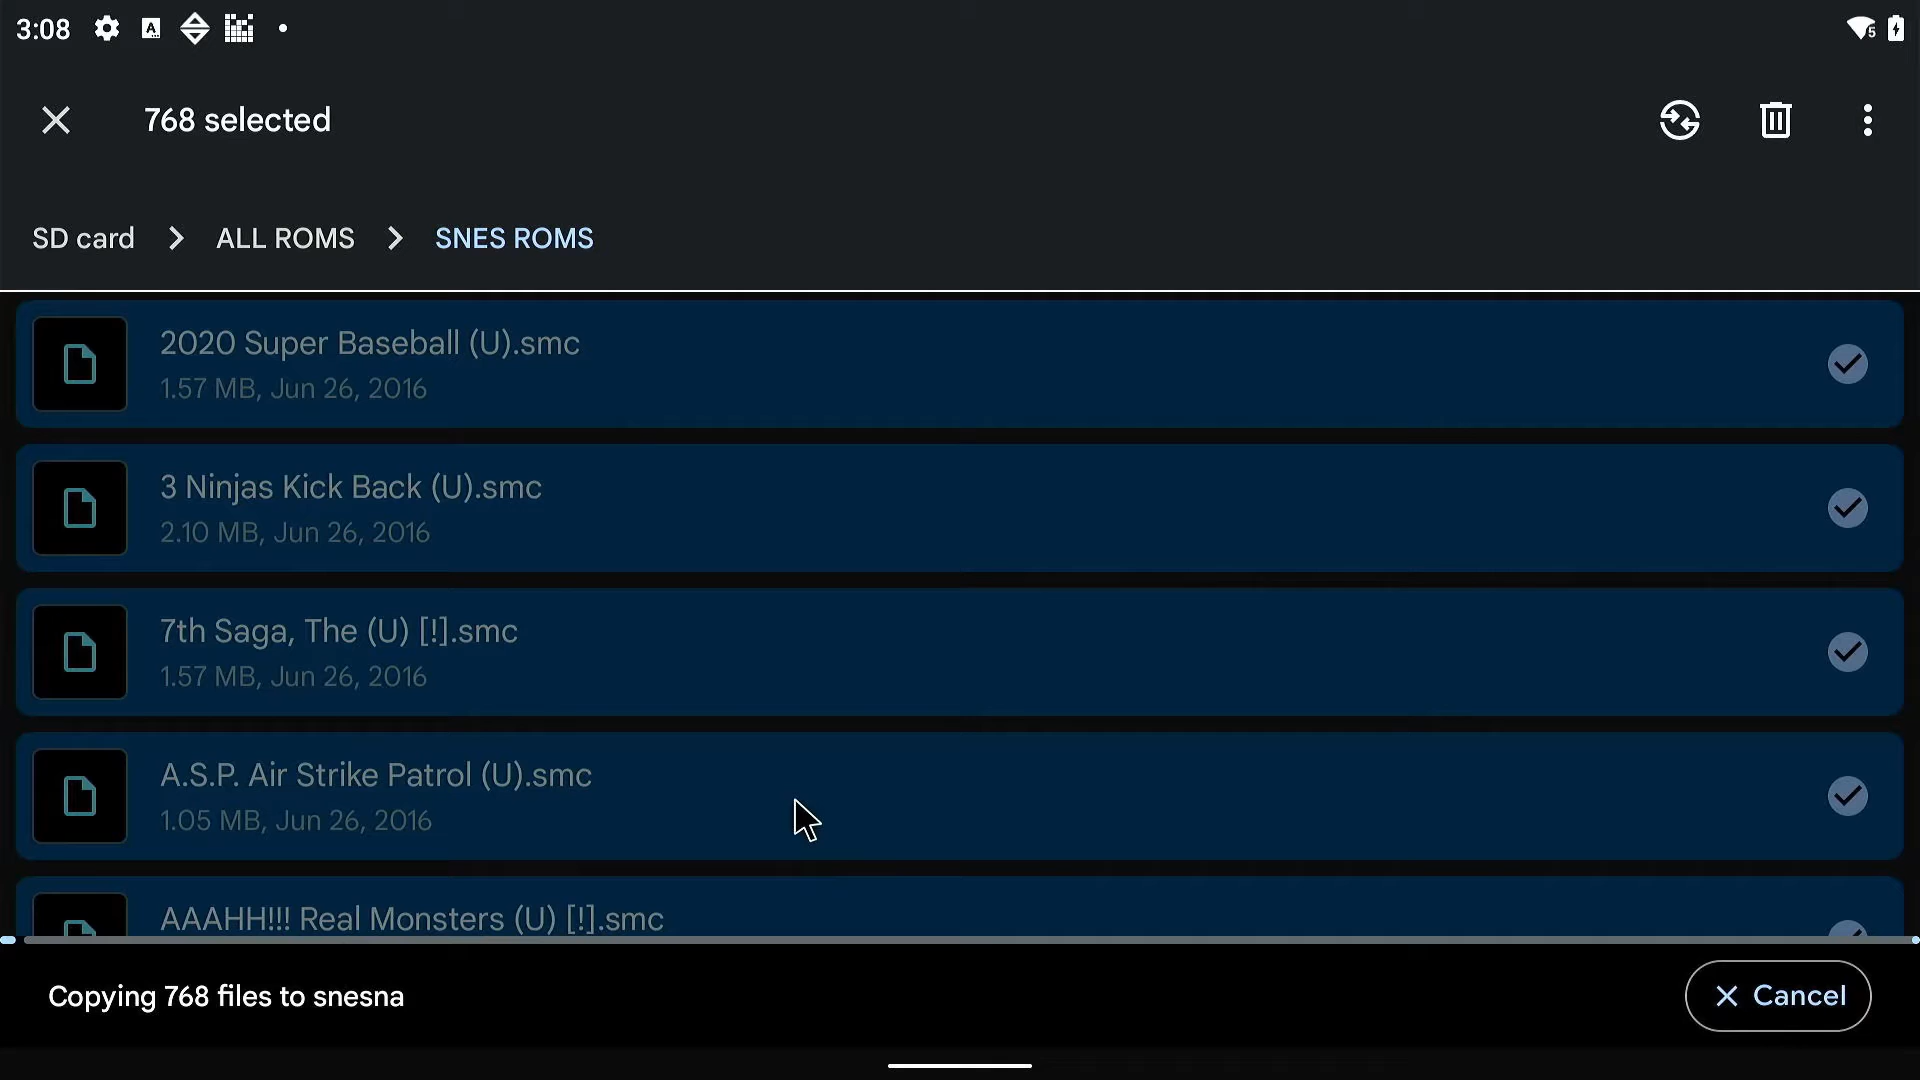 3:08
A
5
768 selected
SD card > ALL ROMS > SNES ROMS
2020 Super Baseball (U).smc
1.57 MB, Jun 26, 2016
3 Ninjas Kick Back (U).smc
2.10 MB, Jun 26, 2016
7th Saga, The (U) [!].smc
1.57 MB, Jun 26, 2016
A.S.P. Air Strike Patrol (U).smc
1.05 MB, Jun 26, 2016
AAAHH!!! Real Monsters (U) [!].smc
Copying 768 files to snesna
Cancel